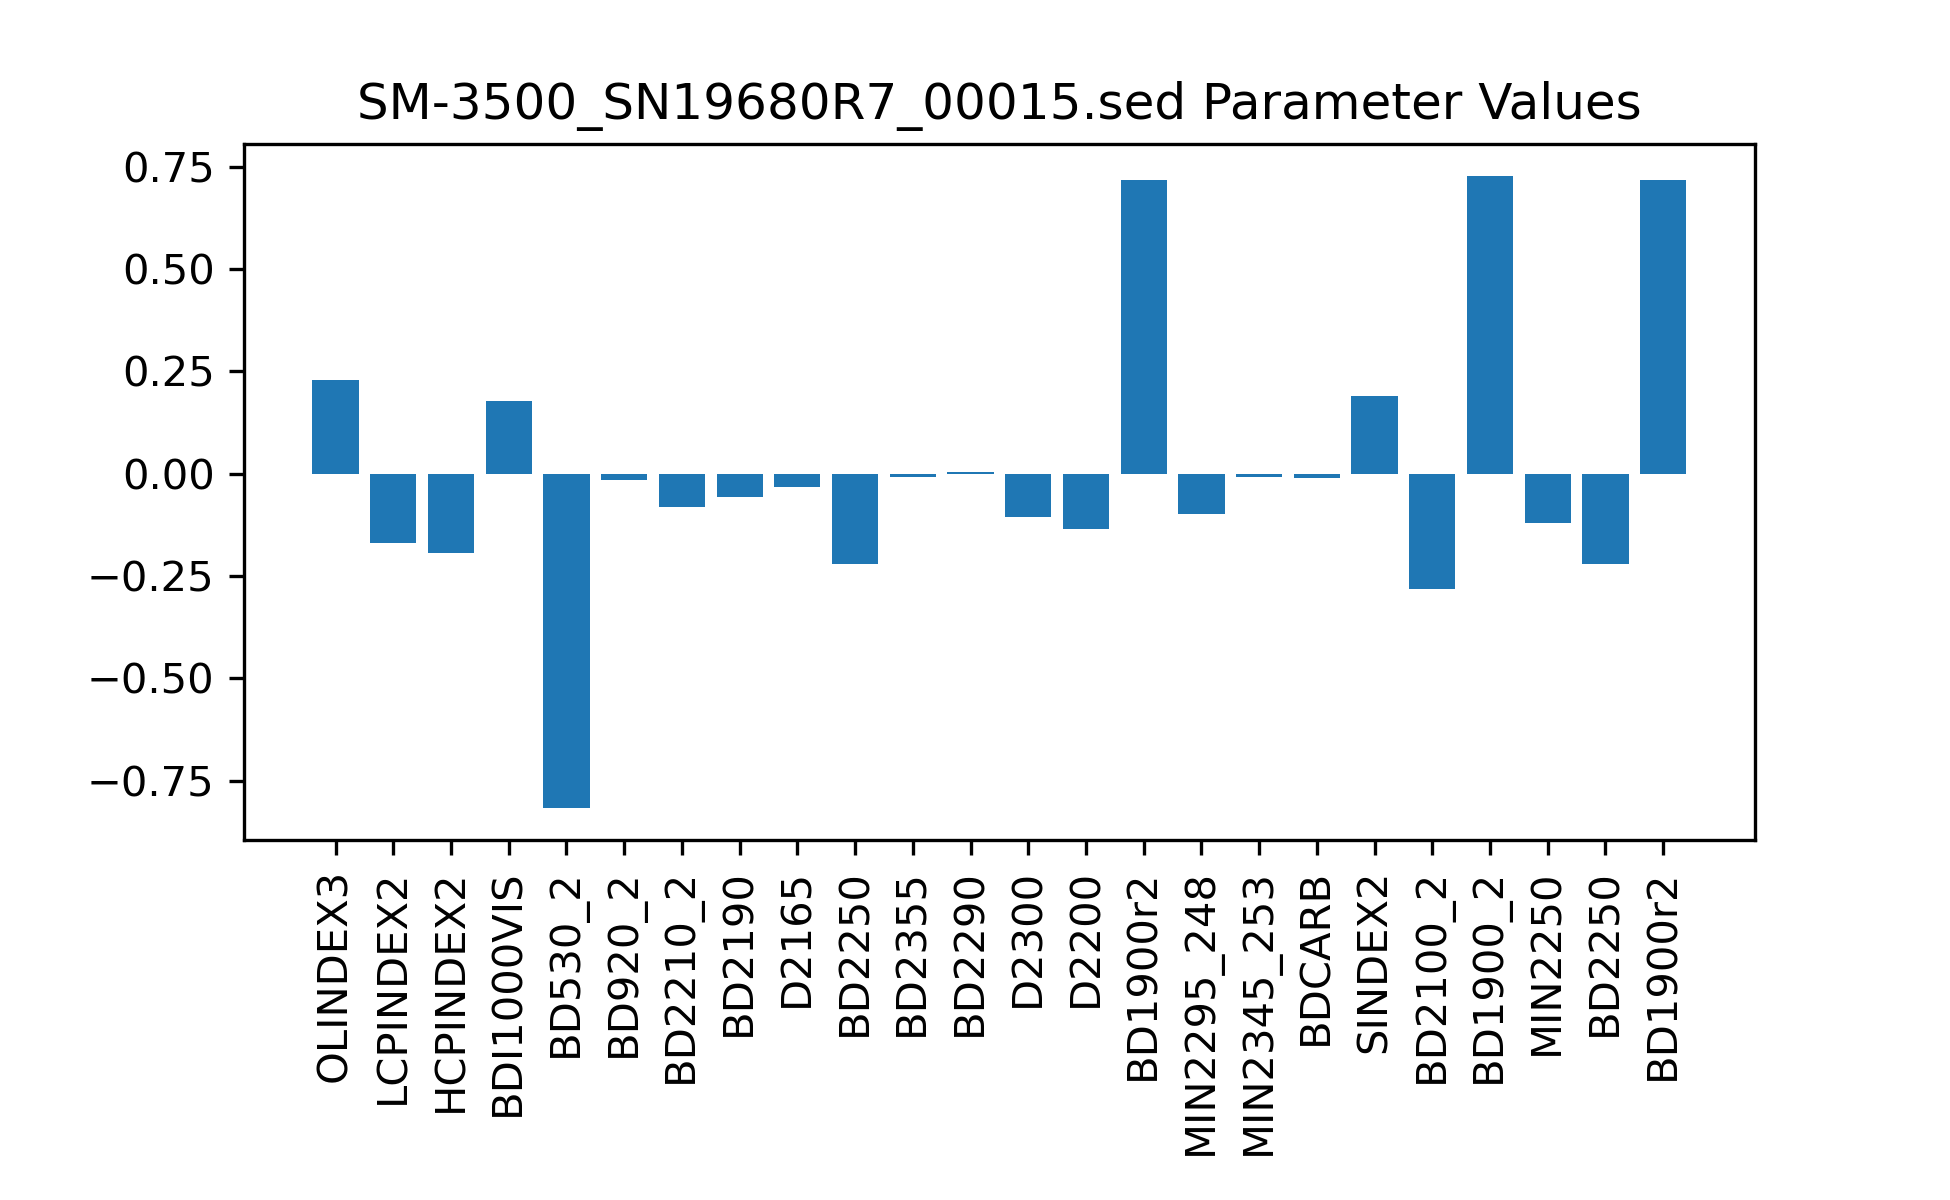 SM-3500_SN19680R7_00015.sed Parameter Values
0.75
0.50
0.25
0.00
−0.25
−0.50
−0.75
OLINDEX3
LCPINDEX2
HCPINDEX2
BDI1000VIS
BD530_2
BD920_2
BD2210_2
BD2190
D2165
BD2250
BD2355
BD2290
D2300
D2200
BD1900r2
MIN2295_248
MIN2345_253
BDCARB
SINDEX2
BD2100_2
BD1900_2
MIN2250
BD2250
BD1900r2